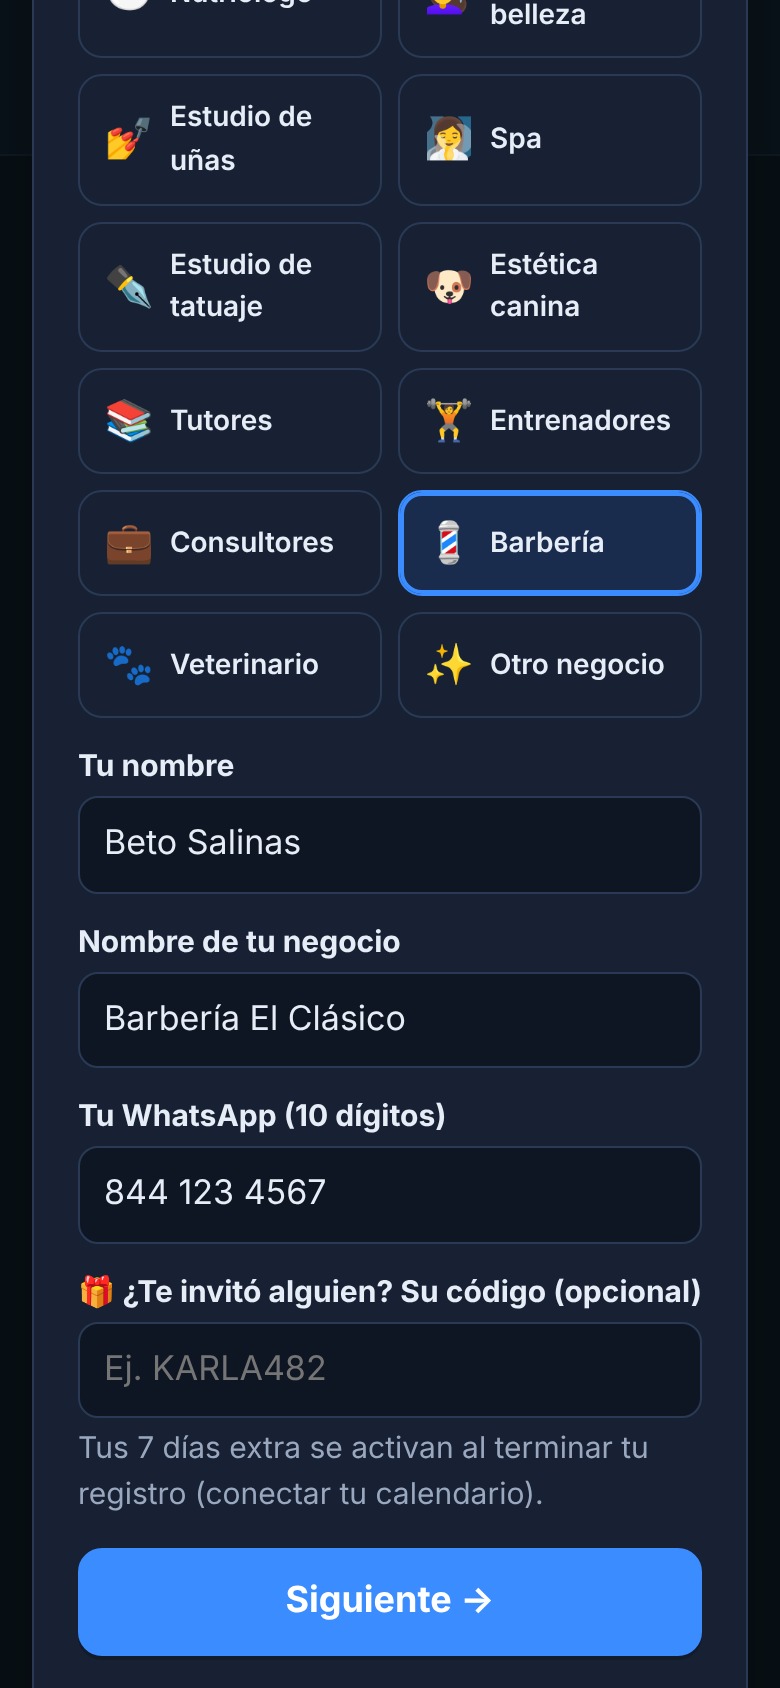 belleza
Estudio de
uñas
Spa
Estudio de
tatuaje
Estética
canina
Tutores
Entrenadores
Consultores
Barbería
Veterinario
Otro negocio
Tu nombre
Beto Salinas
Nombre de tu negocio
Barbería El Clásico
Tu WhatsApp (10 dígitos)
844 123 4567
🎁 ¿Te invitó alguien? Su código (opcional)
Ej. KARLA482
Tus 7 días extra se activan al terminar tu
registro (conectar tu calendario).
Siguiente →